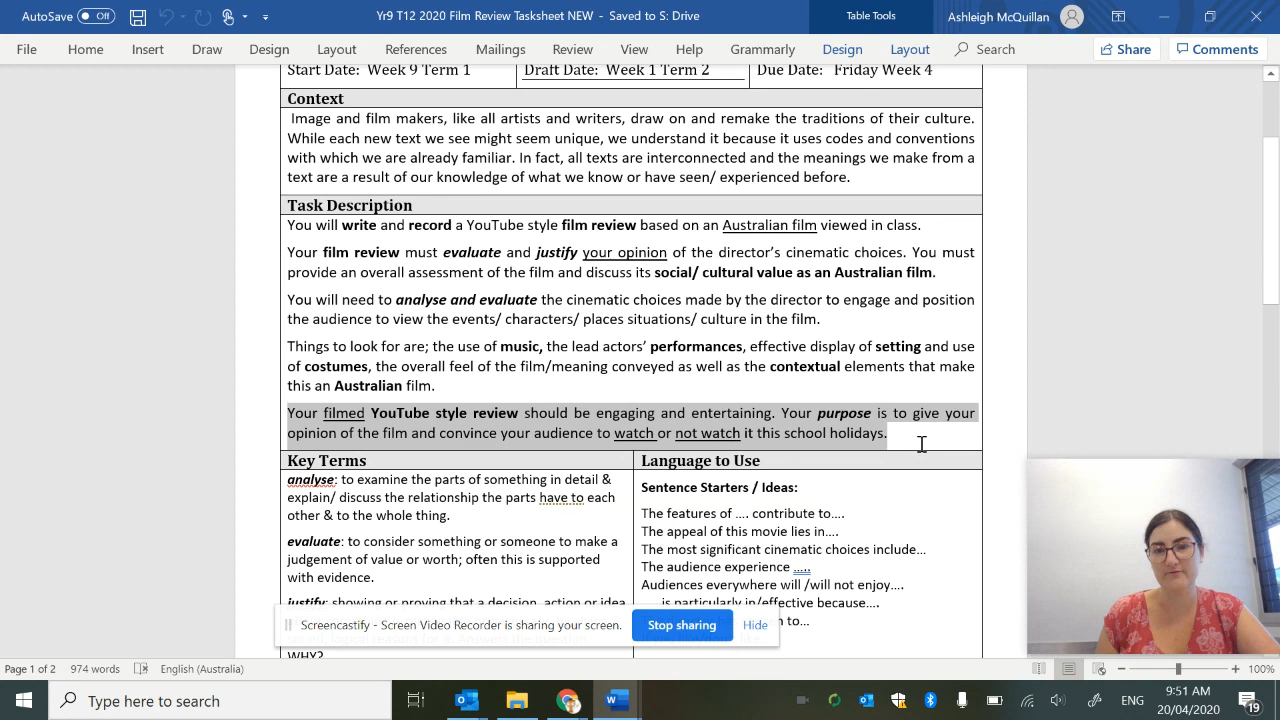 AutoSave Off Yr9 T12 2020 Film Review Tasksheet NEW - Saved to S: Drive Table Tools Ashleigh McQuillan
File Home Insert Draw Design Layout References Mailings Review View Help Grammarly Design Layout Search Share Comments
Start Date: Week 9 Term 1 Draft Date: Week 1 Term 2 Due Date: Friday Week 4
Context
Image and film makers, like all artists and writers, draw on and remake the traditions of their culture.
While each new text we see might seem unique, we understand it because it uses codes and conventions
with which we are already familiar. In fact, all texts are interconnected and the meanings we make from a
text are a result of our knowledge of what we know or have seen/ experienced before.
Task Description
You will write and record a YouTube style film review based on an Australian film viewed in class.
Your film review must evaluate and justify your opinion of the director's cinematic choices. You must
provide an overall assessment of the film and discuss its social/ cultural value as an Australian film.
You will need to analyse and evaluate the cinematic choices made by the director to engage and position
the audience to view the events/ characters/ places situations/ culture in the film.
Things to look for are; the use of music, the lead actors' performances, effective display of setting and use
of costumes, the overall feel of the film/meaning conveyed as well as the contextual elements that make
this an Australian film.
Your filmed YouTube style review should be engaging and entertaining. Your purpose is to give your
opinion of the film and convince your audience to watch or not watch it this school holidays.
Key Terms
analyse: to examine the parts of something in detail &
explain/ discuss the relationship the parts have to each
other & to the whole thing.
evaluate: to consider something or someone to make a
judgement of value or worth; often this is supported
with evidence.
justify: showing or proving that a decision, action or idea
WHY?
Language to Use
Sentence Starters / Ideas:
The features of …. contribute to….
The appeal of this movie lies in….
The most significant cinematic choices include…
The audience experience …..
Audiences everywhere will /will not enjoy….
is particularly in/effective because….
to…
Screencastify - Screen Video Recorder is sharing your screen. Stop sharing Hide
Page 1 of 2 974 words English (Australia) 100%
Type here to search ENG 9:51 AM
20/04/2020 19